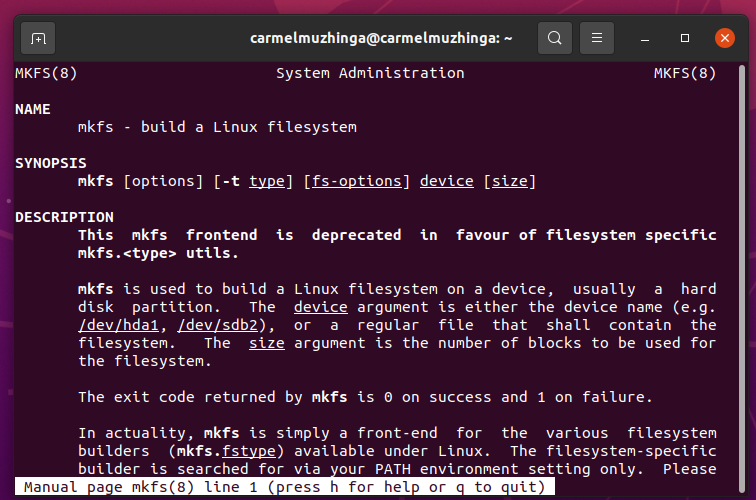 carmelmuzhinga@carmelmuzhinga: ~
MKFS(8) System Administration MKFS(8)
NAME
mkfs - build a Linux filesystem
SYNOPSIS
mkfs [options] [-t type] [fs-options] device [size]
DESCRIPTION
This mkfs frontend is deprecated in favour of filesystem specific
mkfs.<type> utils.
mkfs is used to build a Linux filesystem on a device, usually a hard
disk partition. The device argument is either the device name (e.g.
/dev/hda1, /dev/sdb2), or a regular file that shall contain the
filesystem. The size argument is the number of blocks to be used for
the filesystem.
The exit code returned by mkfs is 0 on success and 1 on failure.
In actuality, mkfs is simply a front-end for the various filesystem
builders (mkfs.fstype) available under Linux. The filesystem-specific
builder is searched for via your PATH environment setting only. Please
Manual page mkfs(8) line 1 (press h for help or q to quit)